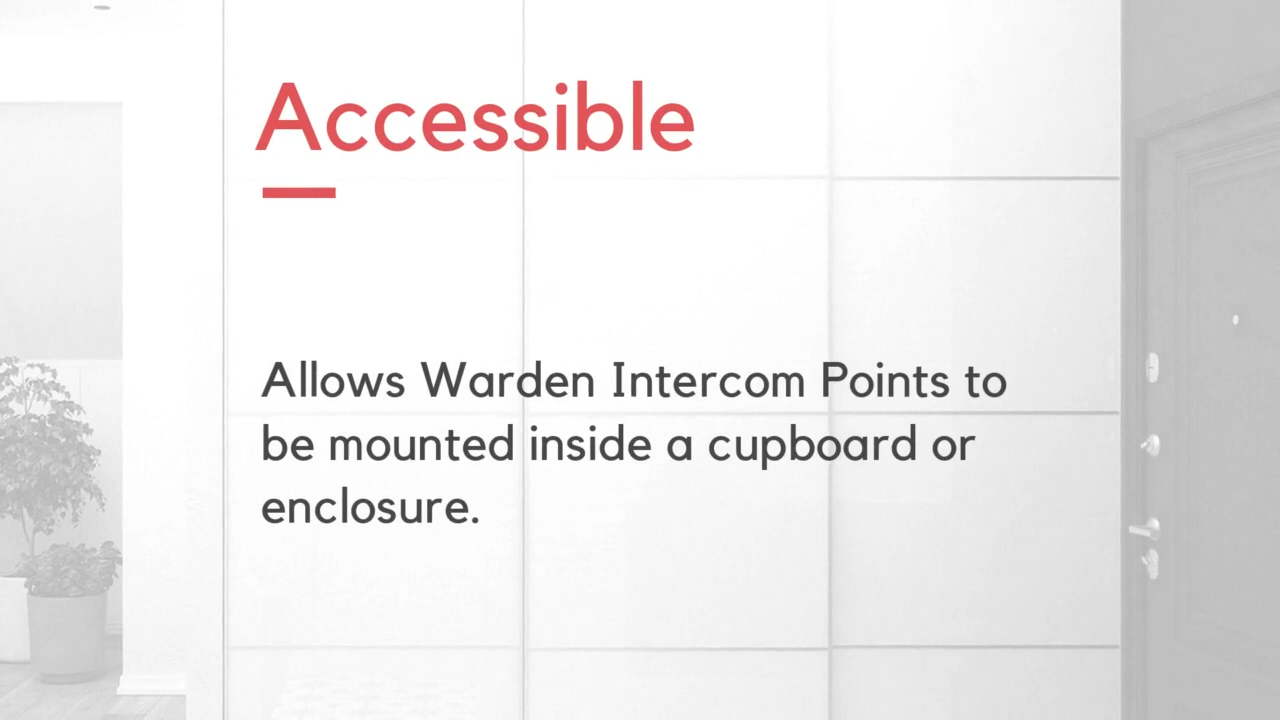 Accessible
Allows Warden Intercom Points to
be mounted inside a cupboard or
enclosure.